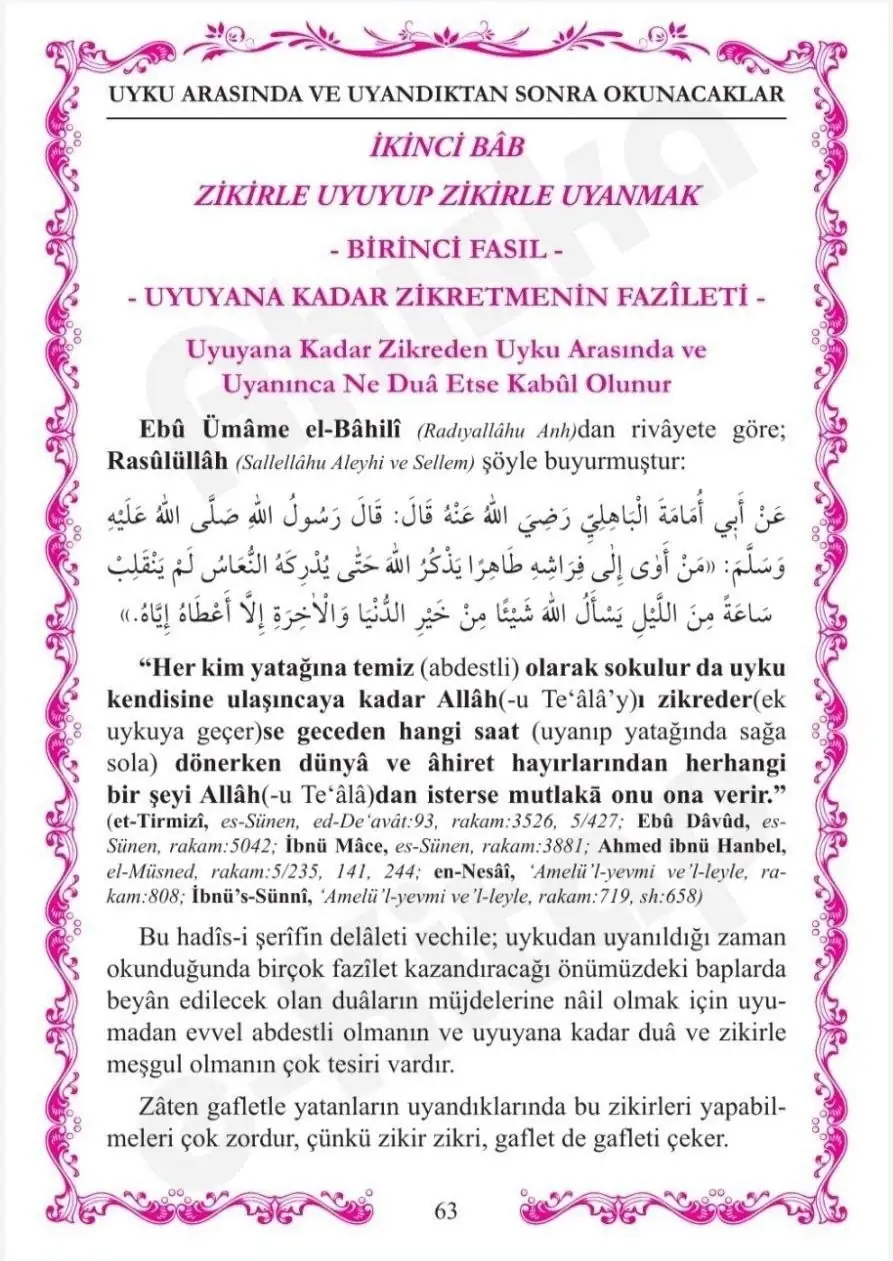 UYKU ARASINDA VE UYANDIKTAN SONRA OKUNACAKLAR
İKİNCİ BÂB
ZİKİRLE UYUYUP ZİKİRLE UYANMAK
- BİRİNCİ FASIL -
- UYUYANA KADAR ZİKRETMENİN FAZÎLETİ -
Uyuyana Kadar Zikreden Uyku Arasında ve
Uyanınca Ne Duâ Etse Kabûl Olunur
Ebû Ümâme el-Bâhilî (Radıyallâhu Anh)dan rivâyete göre;
Rasûlüllâh (Sallellâhu Aleyhi ve Sellem) şöyle buyurmuştur:
عَنْ أَبِي أُمَامَةَ الْبَاهِلِيِّ رَضِيَ اللهُ عَنْهُ قَالَ: قَالَ رَسُولُ اللهِ صَلَّى اللهُ عَلَيْهِ
وَسَلَّمَ: «مَنْ أَوٰى إِلٰى فِرَاشِهِ طَاهِرًا يَذْكُرُ اللهَ حَتّٰى يُدْرِكَهُ النُّعَاسُ لَمْ يَنْقَلِبْ
سَاعَةً مِنَ اللَّيْلِ يَسْأَلُ اللهَ شَيْئًا مِنْ خَيْرِ الدُّنْيَا وَالْاٰخِرَةِ إِلَّا أَعْطَاهُ إِيَّاهُ.»
“Her kim yatağına temiz (abdestli) olarak sokulur da uyku
kendisine ulaşıncaya kadar Allâh(-u Te‘âlâ’y)ı zikreder(ek
uykuya geçer)se geceden hangi saat (uyanıp yatağında sağa
sola) dönerken dünyâ ve âhiret hayırlarından herhangi
bir şeyi Allâh(-u Te‘âlâ)dan isterse mutlakā onu ona verir.”
(et-Tirmizî, es-Sünen, ed-De‘avât:93, rakam:3526, 5/427; Ebû Dâvûd, es-
Sünen, rakam:5042; İbnü Mâce, es-Sünen, rakam:3881; Ahmed ibnü Hanbel,
el-Müsned, rakam:5/235, 141, 244; en-Nesâî, ‘Amelü’l-yevmi ve’l-leyle, ra-
kam:808; İbnü’s-Sünnî, ‘Amelü’l-yevmi ve’l-leyle, rakam:719, sh:658)
Bu hadîs-i şerîfin delâleti vechile; uykudan uyanıldığı zaman
okunduğunda birçok fazîlet kazandıracağı önümüzdeki baplarda
beyân edilecek olan duâların müjdelerine nâil olmak için uyu-
madan evvel abdestli olmanın ve uyuyana kadar duâ ve zikirle
meşgul olmanın çok tesiri vardır.
Zâten gafletle yatanların uyandıklarında bu zikirleri yapabil-
meleri çok zordur, çünkü zikir zikri, gaflet de gafleti çeker.
63